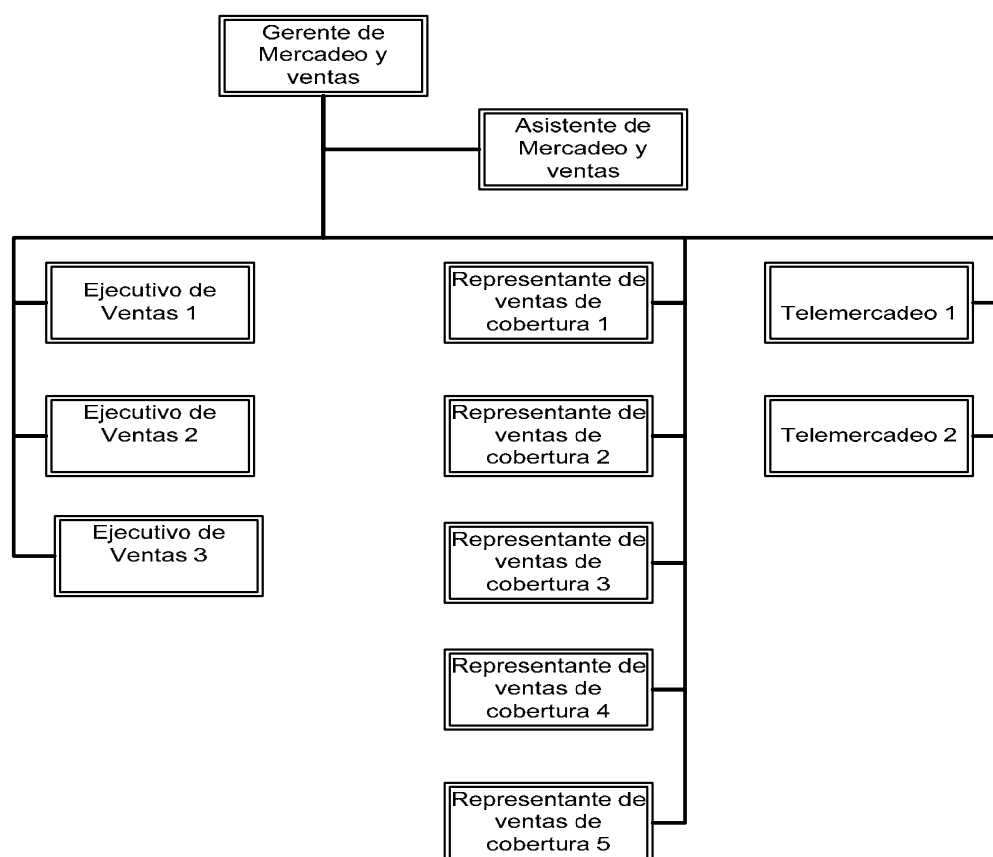 Gerente de
Mercadeo y
ventas
Asistente de
Mercadeo y
ventas
Ejecutivo de
Ventas 1
Ejecutivo de
Ventas 2
Ejecutivo de
Ventas 3
Representante de
ventas de
cobertura 1
Representante de
ventas de
cobertura 2
Representante de
ventas de
cobertura 3
Representante de
ventas de
cobertura 4
Representante de
ventas de
cobertura 5
Telemercadeo 1
Telemercadeo 2